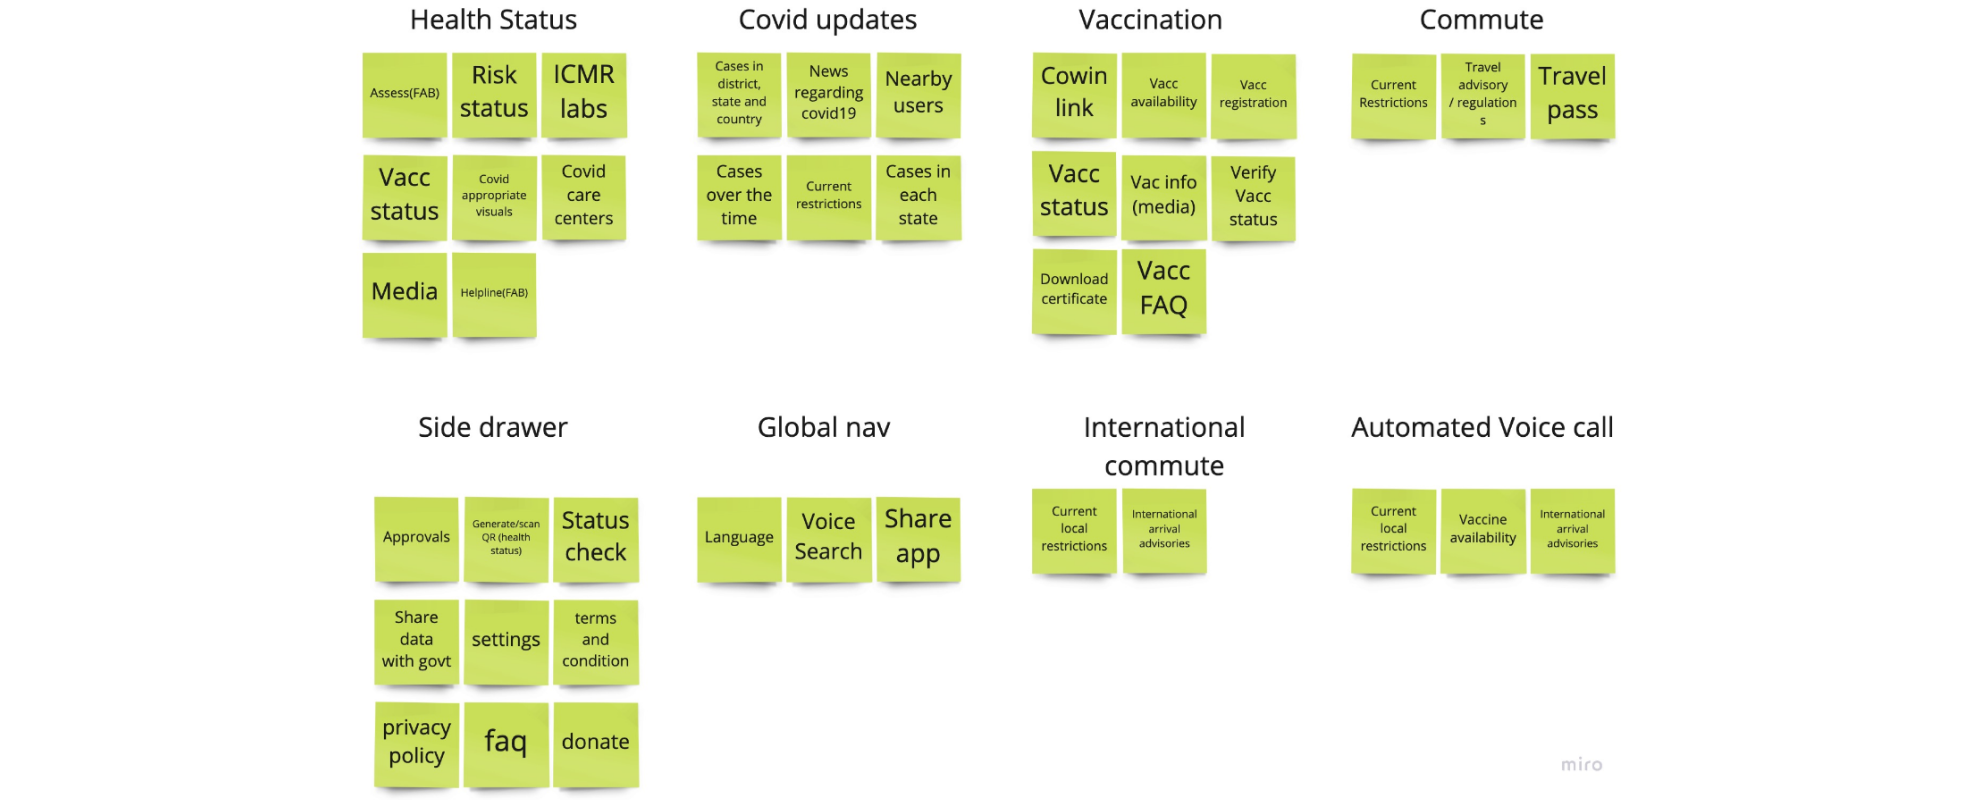 Health Status
Assess(FAB)
Risk
status
ICMR
labs
Vacc
status
Covid
appropriate
visuals
Covid
care
centers
Media
Helpline(FAB)
Covid updates
Cases in
district,
state and
country
News
regarding
covid19
Nearby
users
Cases
over the
time
Current
restrictions
Cases in
each
state
Vaccination
Cowin
link
Vacc
availability
Vacc
registration
Vacc
status
Vac info
(media)
Verify
Vacc
status
Download
certificate
Vacc
FAQ
Commute
Current
Restrictions
Travel
advisory
/ regulation
s
Travel
pass
Side drawer
Approvals
Generate/scan
QR (health
status)
Status
check
Share
data
with govt
settings
terms
and
condition
privacy
policy
faq
donate
Global nav
Language
Voice
Search
Share
app
International
commute
Current
local
restrictions
International
arrival
advisories
Automated Voice call
Current
local
restrictions
Vaccine
availability
International
arrival
advisories
miro